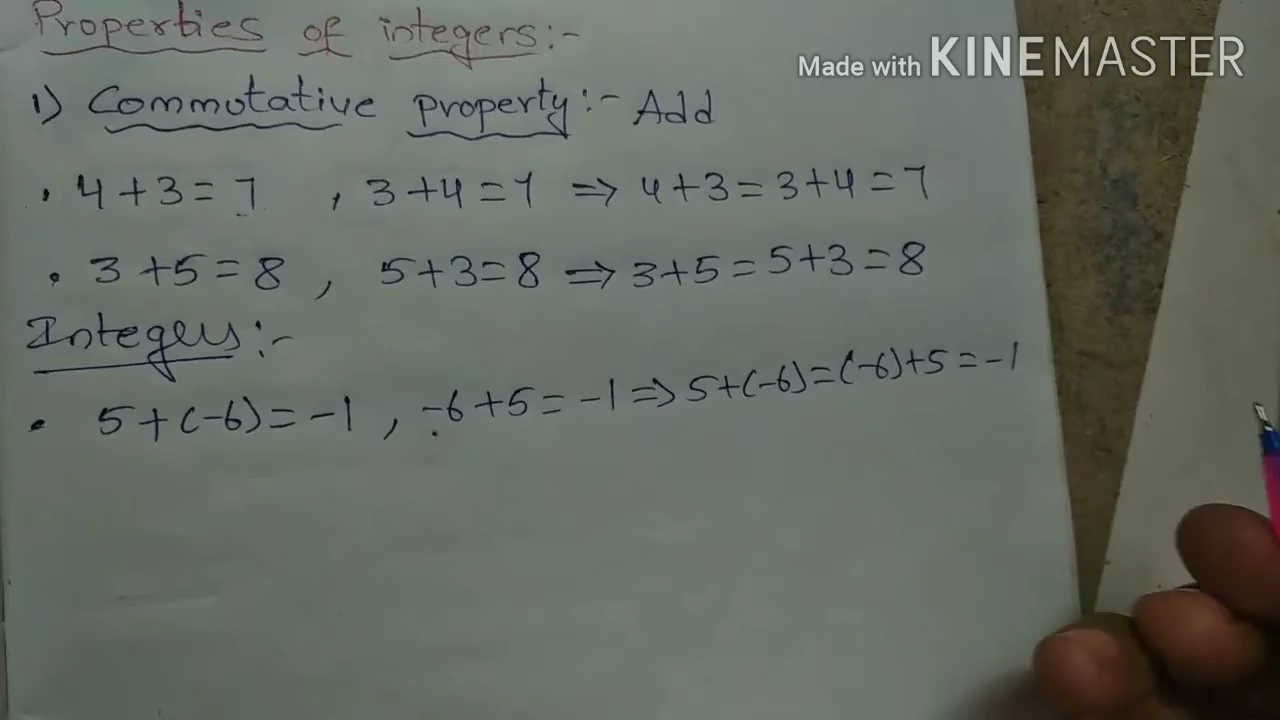 Properties of integers:-
Made with KINEMASTER
1) Commutative property:- Add
• 4+3=7 , 3+4=7 ⇒ 4+3=3+4=7
• 3+5=8 , 5+3=8 ⇒ 3+5=5+3=8
Integers:-
• 5+(-6)=-1 , -6+5=-1 ⇒ 5+(-6)=(-6)+5=-1